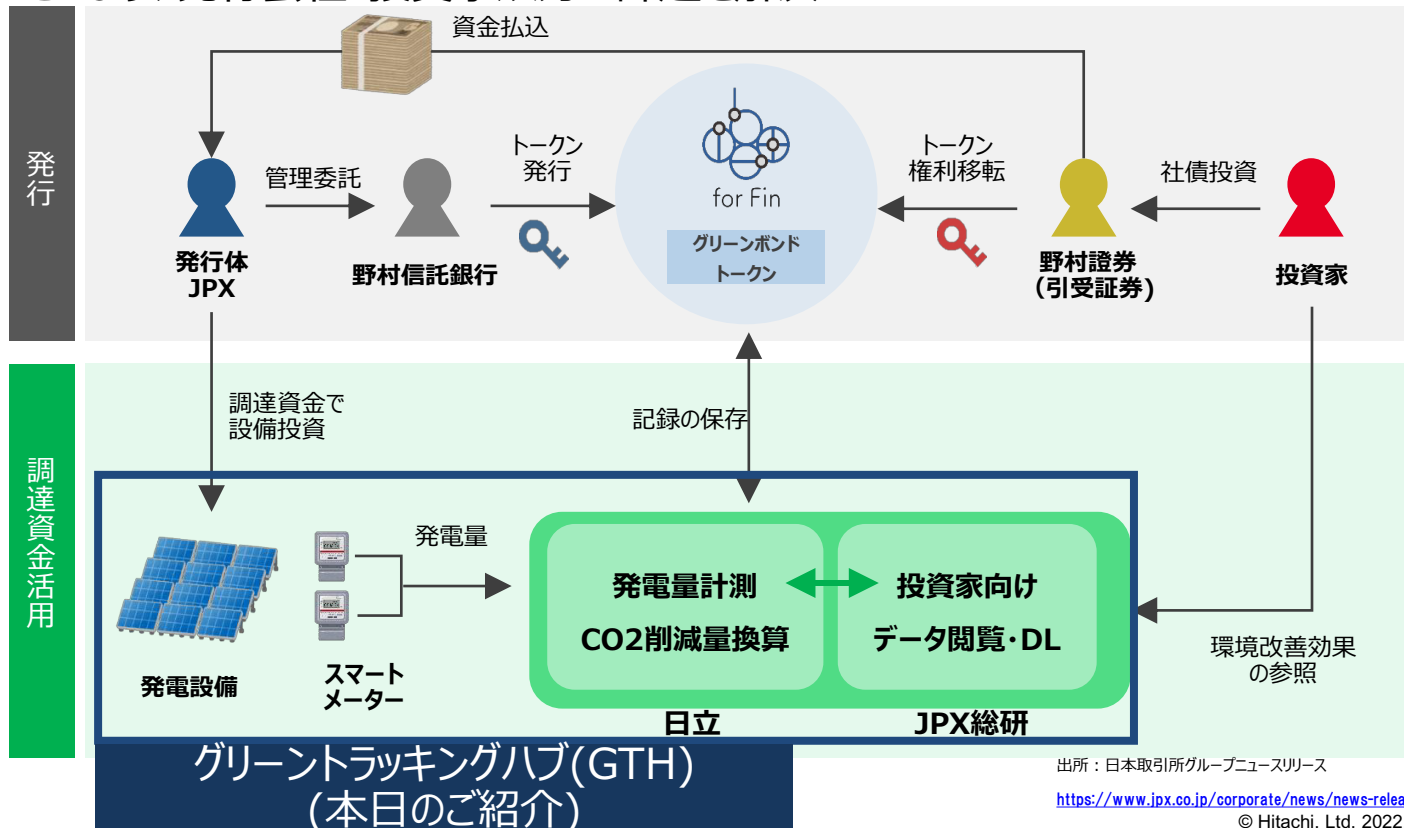 資金払込
発行
管理委託
トークン
発行
for Fin
グリーンボンド
トークン
トークン
権利移転
社債投資
発行体
JPX
野村信託銀行
野村證券
(引受証券)
投資家
調達資金活用
調達資金で
設備投資
記録の保存
発電量
発電量計測
CO2削減量換算
投資家向け
データ閲覧・DL
発電設備
スマート
メーター
日立
JPX総研
環境改善効果
の参照
グリーントラッキングハブ(GTH)
(本日のご紹介)
出所：日本取引所グループニュースリリース
https://www.jpx.co.jp/corporate/news/news-relea
© Hitachi, Ltd. 2022